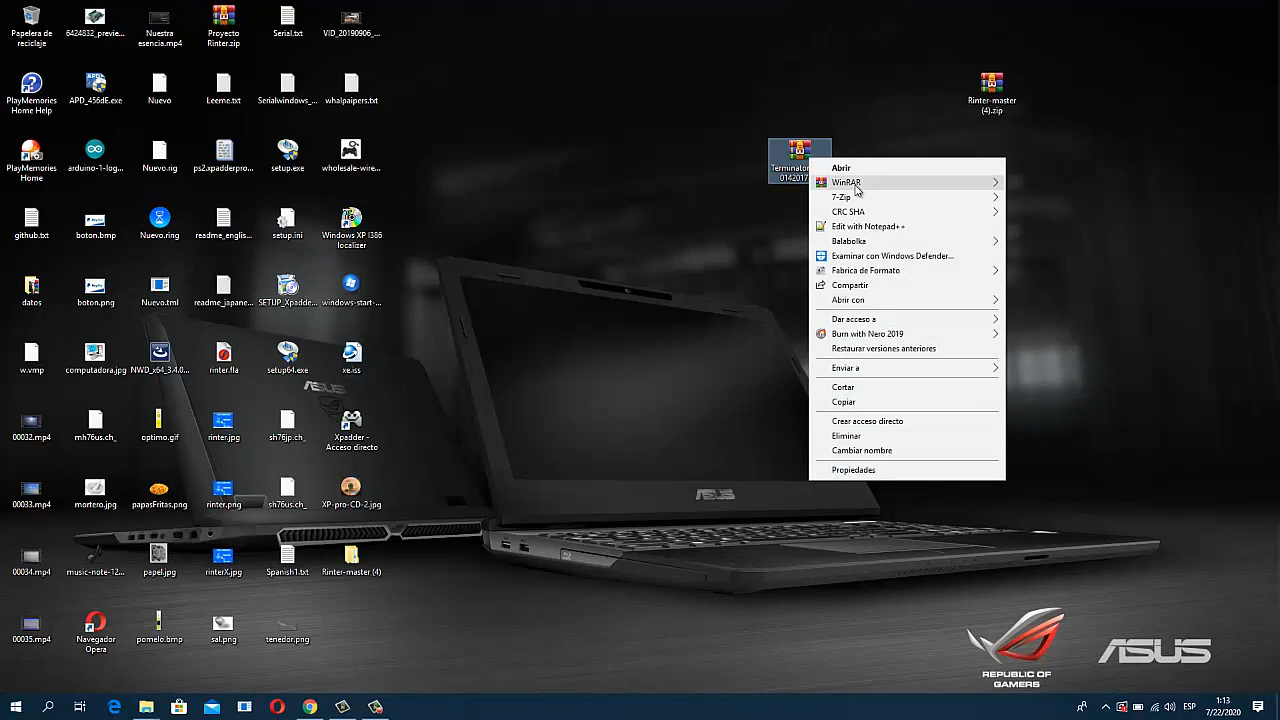 Papelera de
reciclaje
6424832_previe...
Nuestra
esencia.mp4
Proyecto
Rinter.zip
Serial.txt
VID_20190906_...
PlayMemories
Home Help
APD_456dE.exe
Nuevo
Leeme.txt
Serialwindows_...
whalpaipers.txt
Rinter-master
(4).zip
PlayMemories
Home
arduino-1-log...
Nuevo.rig
ps2.xpadderpro...
setup.exe
wholesale-wire...
Terminator
0142017
github.txt
boton.bmp
Nuevo.ring
readme_englis...
setup.ini
Windows XP I386
localizer
datos
boton.png
Nuevo.tml
readme_japane...
SETUP_Xpadde...
windows-start-...
w.vmp
computadora.jpg
NWD_x64_3.4.0...
rinter.fla
setup64.exe
xe.iss
00032.mp4
mh76us.ch_
optimo.gif
rinter.jpg
sh76jp.ch_
Xpadder -
Acceso directo
00033.mp4
mortero.jpg
papasFritas.png
rinter.png
sh76us.ch_
XP-pro-CD-2.jpg
00034.mp4
music-note-12...
papel.jpg
rinterX.jpg
Spanish1.txt
Rinter-master (4)
00035.mp4
Navegador
Opera
pomelo.bmp
sal.png
tenedor.png
Abrir
WinRAR
7-Zip
CRC SHA
Edit with Notepad++
Balabolka
Examinar con Windows Defender...
Fabrica de Formato
Compartir
Abrir con
Dar acceso a
Burn with Nero 2019
Restaurar versiones anteriores
Enviar a
Cortar
Copiar
Crear acceso directo
Eliminar
Cambiar nombre
Propiedades
ASUS
ASUS
REPUBLIC OF
GAMERS
ASUS
ESP
1:13
7/22/2020